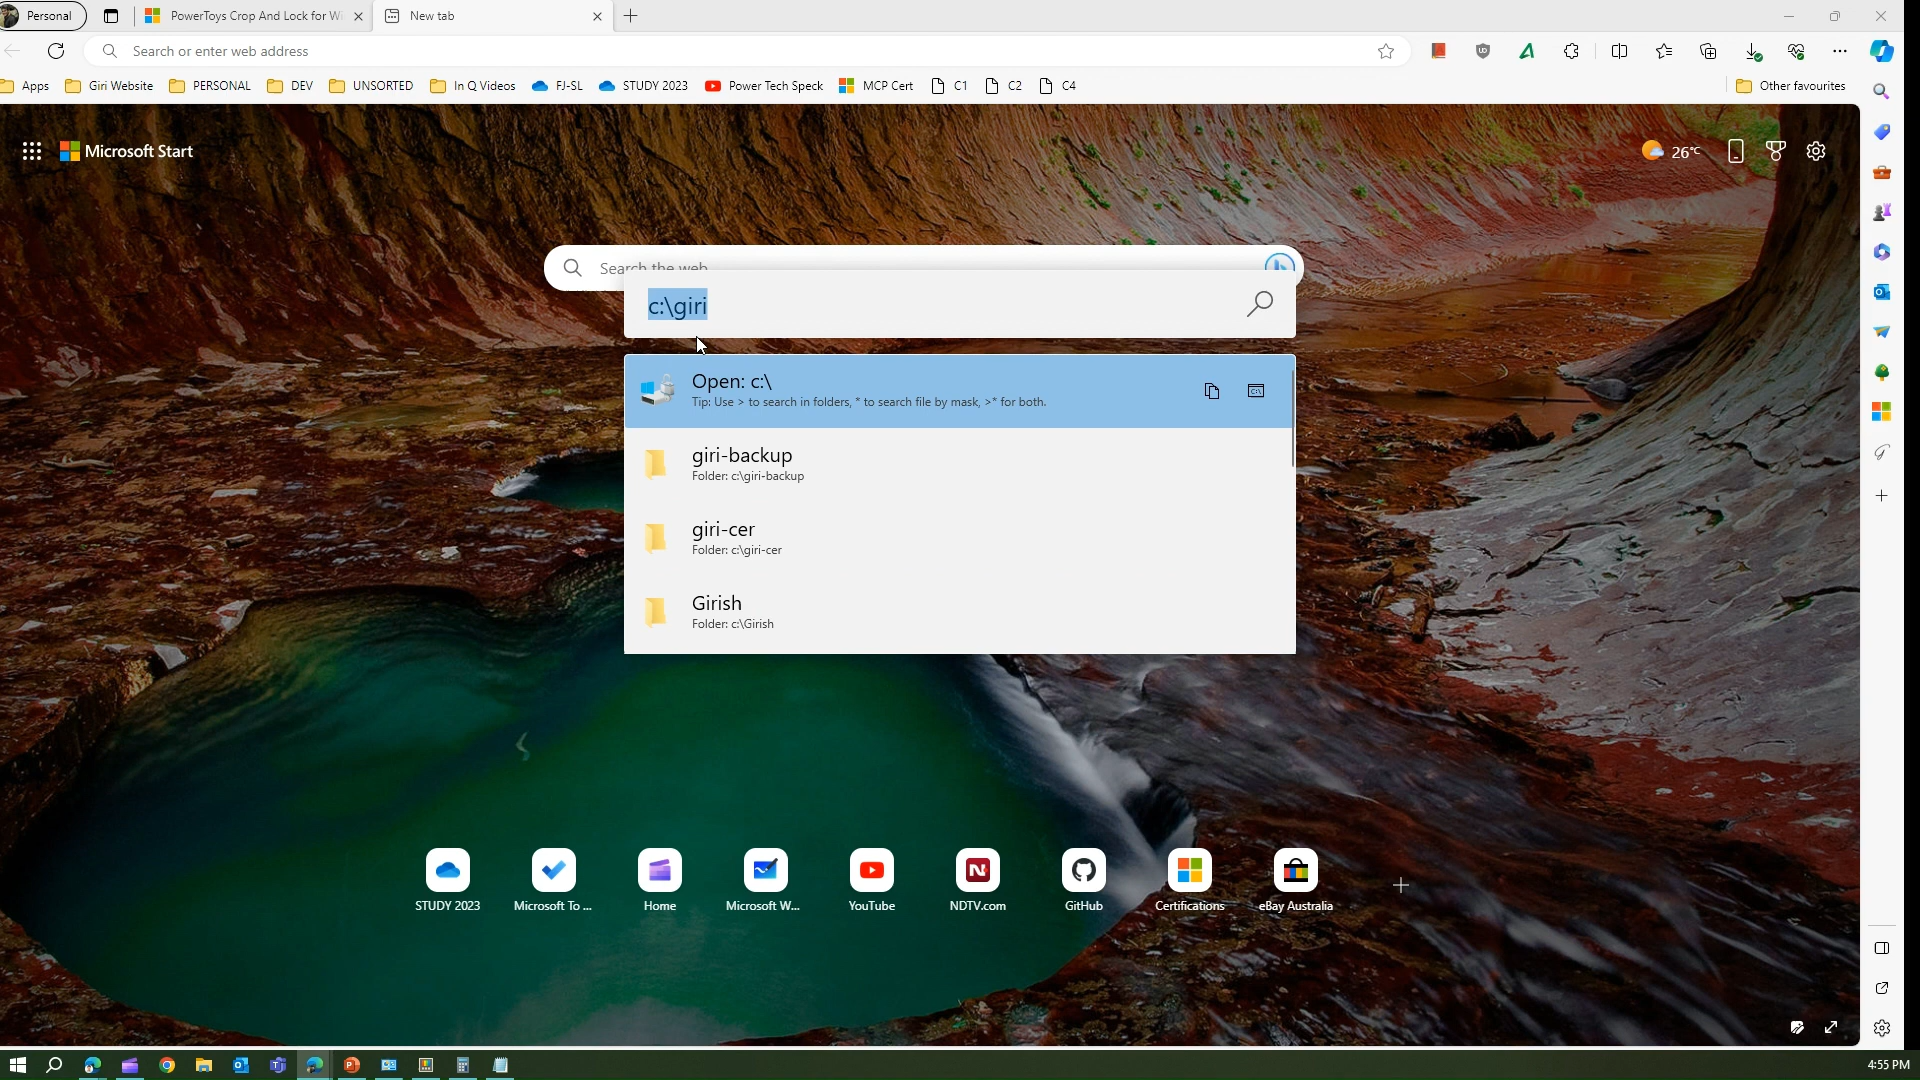 Personal
PowerToys Crop And Lock for Wi
New tab
Search or enter web address
Apps
Giri Website
PERSONAL
DEV
UNSORTED
In Q Videos
FJ-SL
STUDY 2023
Power Tech Speck
MCP Cert
C1
C2
C4
Other favourites
Microsoft Start
26°C
Search the web
c:\giri
Open: c:\
Tip: Use > to search in folders, * to search file by mask, >* for both.
giri-backup
Folder: c:\giri-backup
giri-cer
Folder: c:\giri-cer
Girish
Folder: c:\Girish
STUDY 2023
Microsoft To ...
Home
Microsoft W...
YouTube
NDTV.com
GitHub
Certifications
eBay Australia
4:55 PM